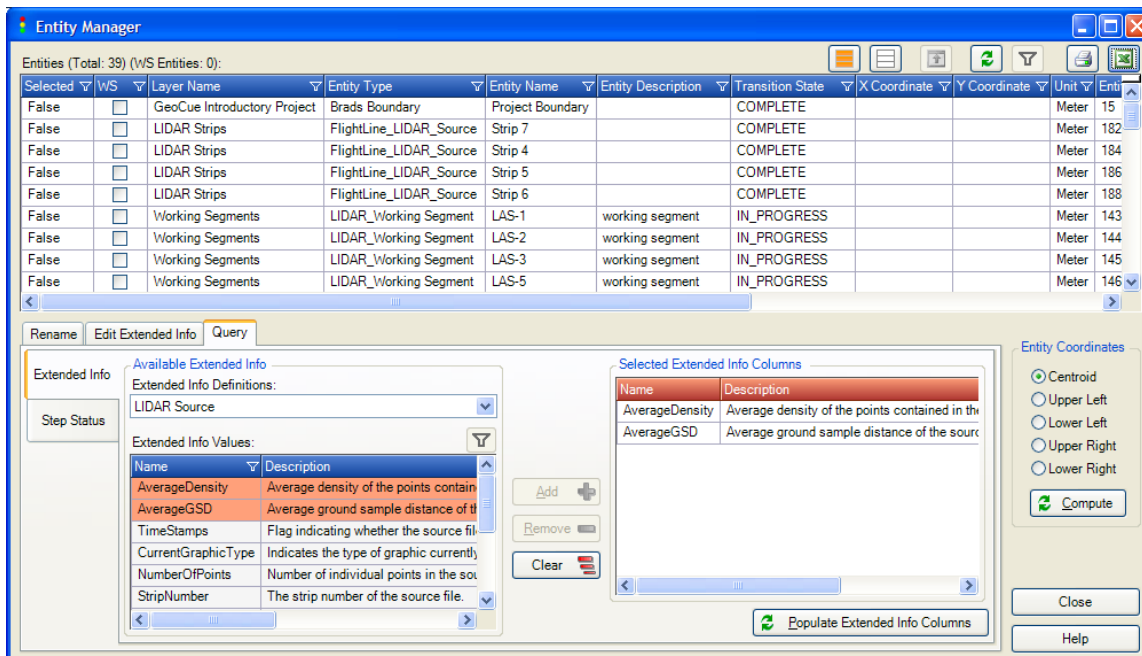 Entity Manager
Entities (Total: 39) (WS Entities: 0):
Selected WS Layer Name Entity Type Entity Name Entity Description Transition State X Coordinate Y Coordinate Unit Enti
False GeoCue Introductory Project Brads Boundary Project Boundary COMPLETE Meter 15
False LIDAR Strips FlightLine_LIDAR_Source Strip 7 COMPLETE Meter 182
False LIDAR Strips FlightLine_LIDAR_Source Strip 4 COMPLETE Meter 184
False LIDAR Strips FlightLine_LIDAR_Source Strip 5 COMPLETE Meter 186
False LIDAR Strips FlightLine_LIDAR_Source Strip 6 COMPLETE Meter 188
False Working Segments LIDAR_Working Segment LAS-1 working segment IN_PROGRESS Meter 143
False Working Segments LIDAR_Working Segment LAS-2 working segment IN_PROGRESS Meter 144
False Working Segments LIDAR_Working Segment LAS-3 working segment IN_PROGRESS Meter 145
False Working Segments LIDAR_Working Segment LAS-5 working segment IN_PROGRESS Meter 146
Rename Edit Extended Info Query
Extended Info
Step Status
Available Extended Info
Extended Info Definitions:
LIDAR Source
Extended Info Values:
Name Description
AverageDensity Average density of the points contain
AverageGSD Average ground sample distance of th
TimeStamps Flag indicating whether the source file
CurrentGraphicType Indicates the type of graphic currently
NumberOfPoints Number of individual points in the sou
StripNumber The strip number of the source file.
Add
Remove
Clear
Selected Extended Info Columns
Name Description
AverageDensity Average density of the points contained in the
AverageGSD Average ground sample distance of the sourc
Populate Extended Info Columns
Entity Coordinates
Centroid
Upper Left
Lower Left
Upper Right
Lower Right
Compute
Close
Help